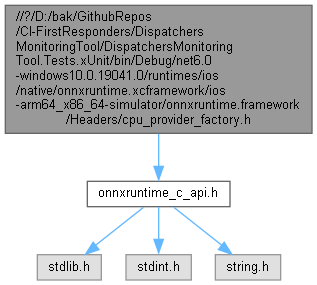 //?/D:/bak/GithubRepos
/CI-FirstResponders/Dispatchers
MonitoringTool/DispatchersMonitoring
Tool.Tests.xUnit/bin/Debug/net6.0
-windows10.0.19041.0/runtimes/ios
/native/onnxruntime.xcframework/ios
-arm64_x86_64-simulator/onnxruntime.framework
/Headers/cpu_provider_factory.h
onnxruntime_c_api.h
stdlib.h
stdint.h
string.h